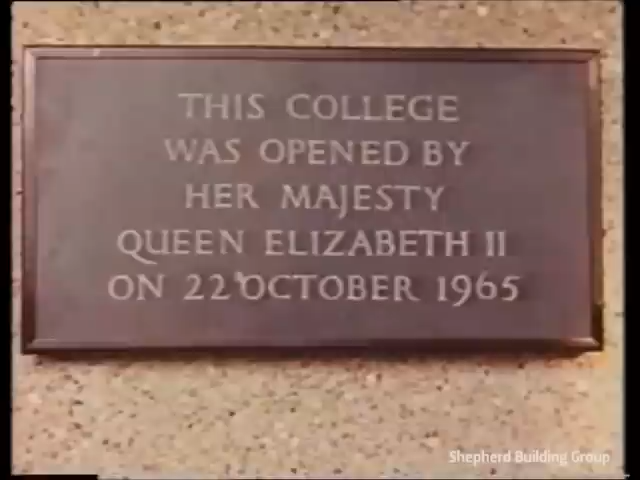 THIS COLLEGE
WAS OPENED BY
HER MAJESTY
QUEEN ELIZABETH II
ON 22 OCTOBER 1965
Shepherd Building Group